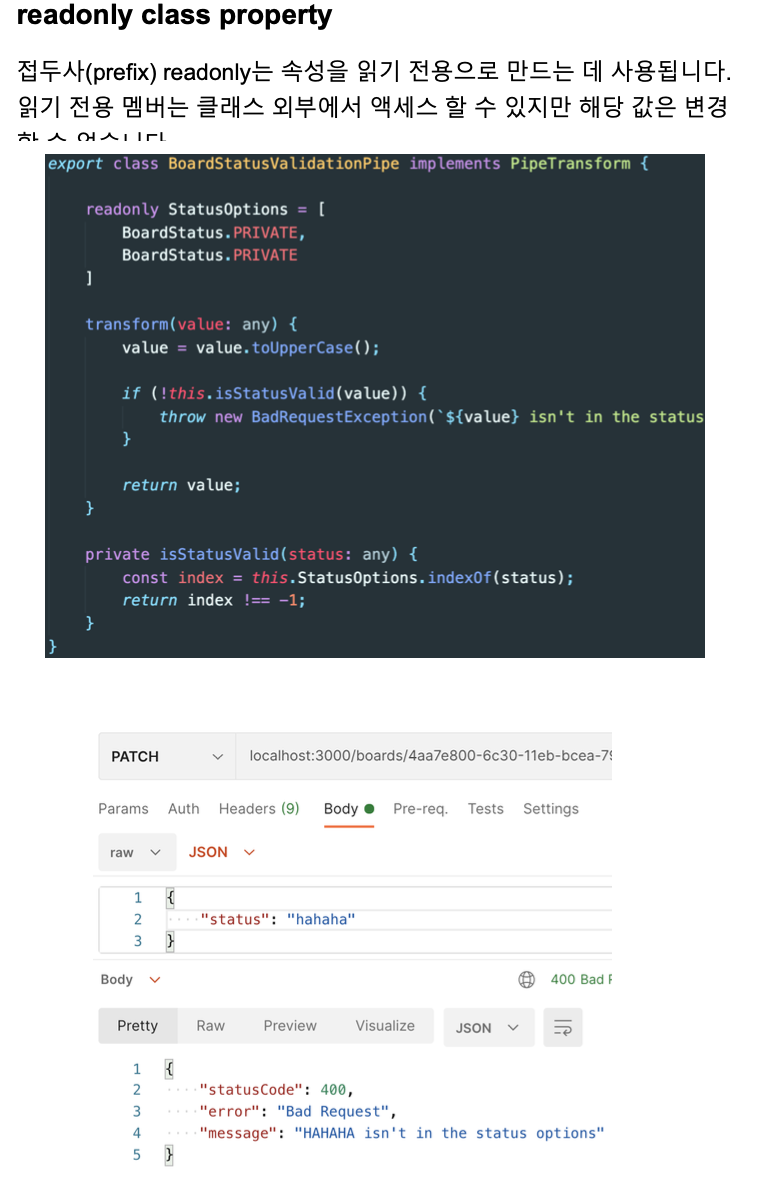 readonly class property
접두사(prefix) readonly는 속성을 읽기 전용으로 만드는 데 사용됩니다.
읽기 전용 멤버는 클래스 외부에서 액세스 할 수 있지만 해당 값은 변경
할 수 없습니다
export class BoardStatusValidationPipe implements PipeTransform {
readonly StatusOptions = [
BoardStatus.PRIVATE,
BoardStatus.PRIVATE
]
transform(value: any) {
value = value.toUpperCase();
if (!this.isStatusValid(value)) {
throw new BadRequestException(`${value} isn't in the status
}
return value;
}
private isStatusValid(status: any) {
const index = this.StatusOptions.indexOf(status);
return index !== -1;
}
}
PATCH localhost:3000/boards/4aa7e800-6c30-11eb-bcea-79
Params Auth Headers (9) Body Pre-req. Tests Settings
raw JSON
1 {
2 "status": "hahaha"
3 }
Body 400 Bad
Pretty Raw Preview Visualize JSON
1 {
2 "statusCode": 400,
3 "error": "Bad Request",
4 "message": "HAHAHA isn't in the status options"
5 }